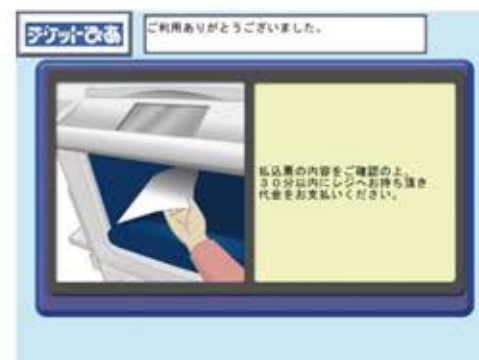 チケットぴあ
ご利用ありがとうございました。
払込票の内容をご確認の上、
30分以内にレジへお持ち頂き
代金をお支払いください。